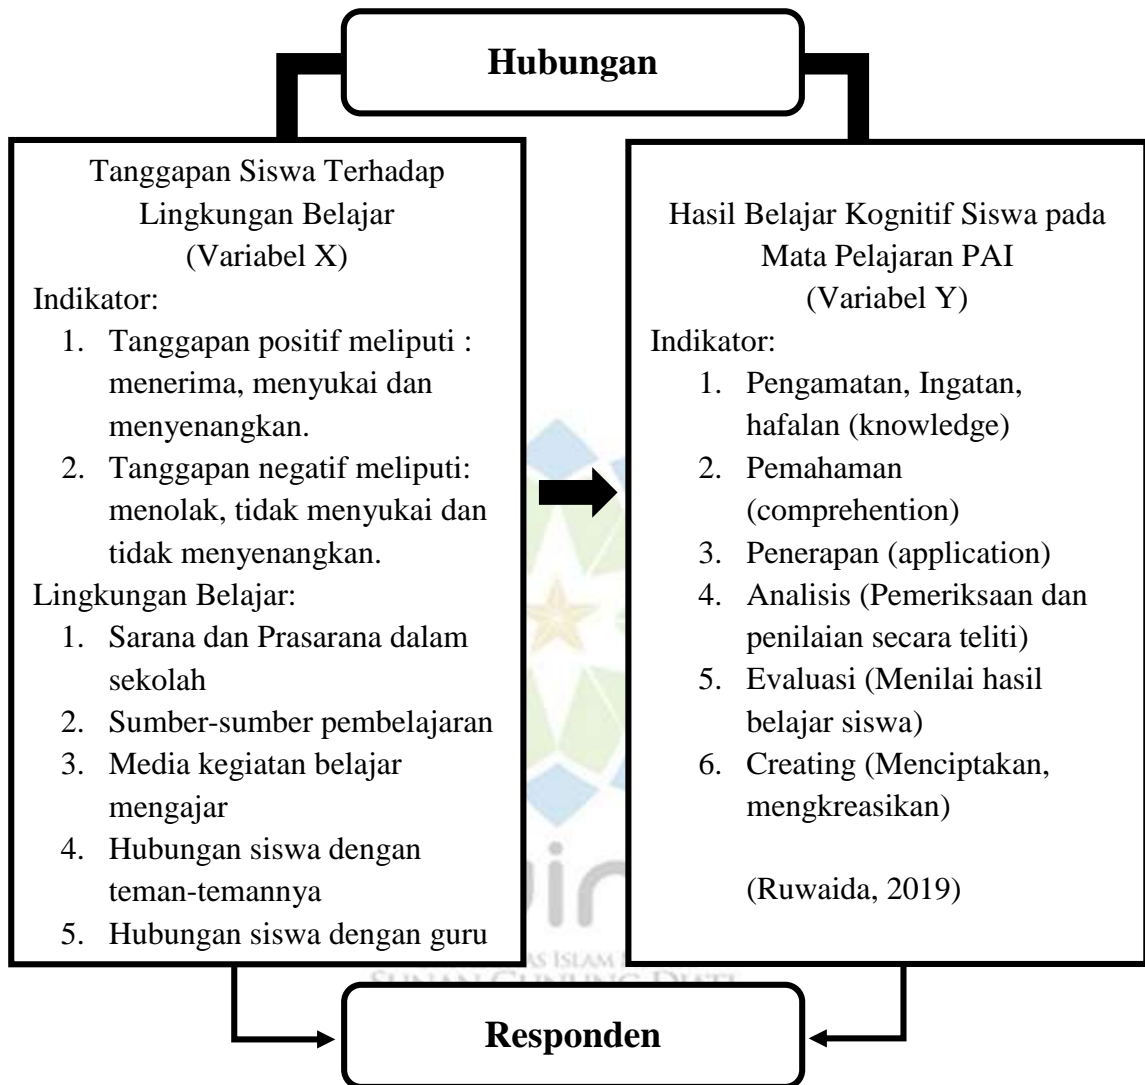 Hubungan
Tanggapan Siswa Terhadap
Lingkungan Belajar
(Variabel X)
Indikator:
1. Tanggapan positif meliputi :
menerima, menyukai dan
menyenangkan.
2. Tanggapan negatif meliputi:
menolak, tidak menyukai dan
tidak menyenangkan.
Lingkungan Belajar:
1. Sarana dan Prasarana dalam
sekolah
2. Sumber-sumber pembelajaran
3. Media kegiatan belajar
mengajar
4. Hubungan siswa dengan
teman-temannya
5. Hubungan siswa dengan guru
Hasil Belajar Kognitif Siswa pada
Mata Pelajaran PAI
(Variabel Y)
Indikator:
1. Pengamatan, Ingatan,
hafalan (knowledge)
2. Pemahaman
(comprehention)
3. Penerapan (application)
4. Analisis (Pemeriksaan dan
penilaian secara teliti)
5. Evaluasi (Menilai hasil
belajar siswa)
6. Creating (Menciptakan,
mengkreasikan)
(Ruwaida, 2019)
ISLAM
SUNAN GUNUNG DJATI
Responden